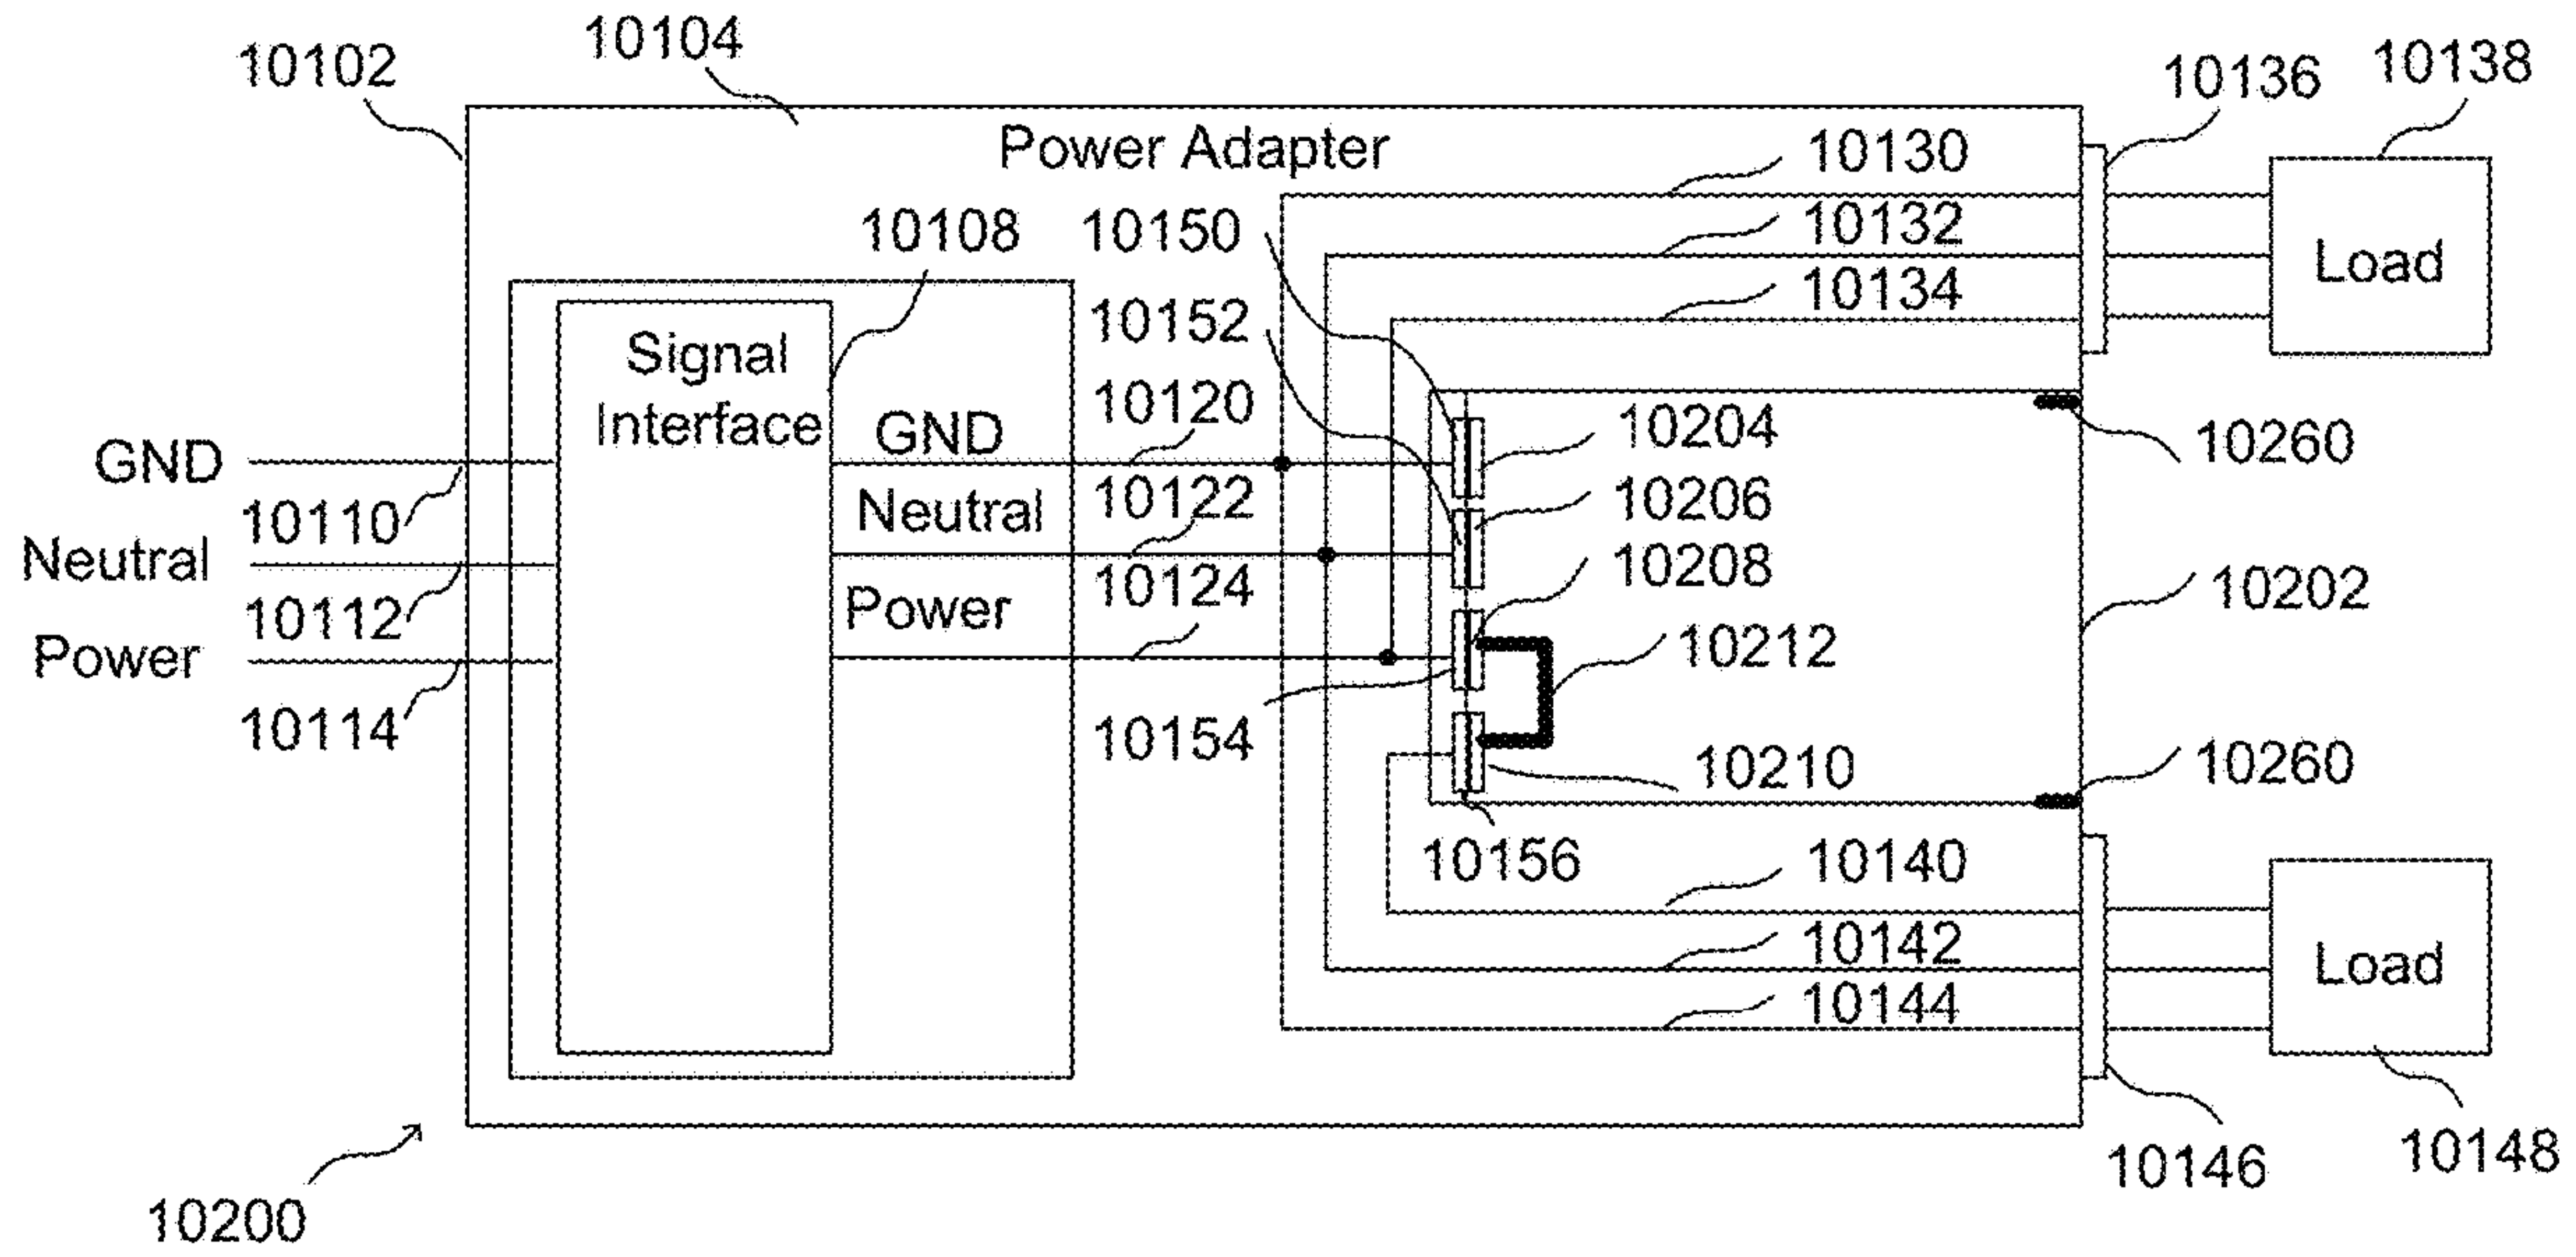 10102
10104
10136
10138
Power Adapter
10130
10150
10108
10132
Load
10134
10152
Signal
Interface
10120
GND
10204
10260
GND
10110
10122
Neutral
10206
Neutral
10112
10124
10208
10202
Power
10212
Power
10114
10154
10210
10260
10156
10140
10142
Load
10144
10146
10148
10200